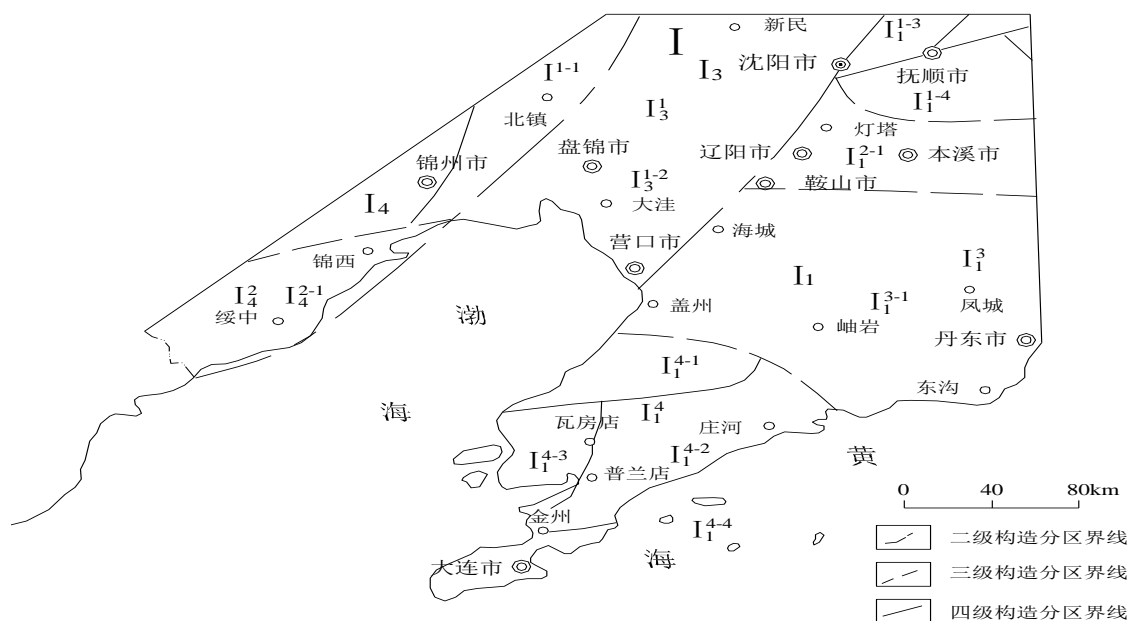 新民
I₁¹⁻³
I
沈阳市
I₃
抚顺市
I¹⁻¹
I₁¹⁻⁴
北镇
I₃¹
灯塔
盘锦市
辽阳市
I₁²⁻¹
本溪市
锦州市
I₃¹⁻²
鞍山市
I₄
大洼
海城
营口市
锦西
I₁
I₁³
I₄²
I₄²⁻¹
I₁³⁻¹
凤城
绥中
渤
盖州
岫岩
丹东市
I₁⁴⁻¹
东沟
海
I₁⁴
瓦房店
庄河
I₁⁴⁻³
I₁⁴⁻²
黄
普兰店
0 40 80km
金州
I₁⁴⁻⁴
二级构造分区界线
海
大连市
三级构造分区界线
四级构造分区界线